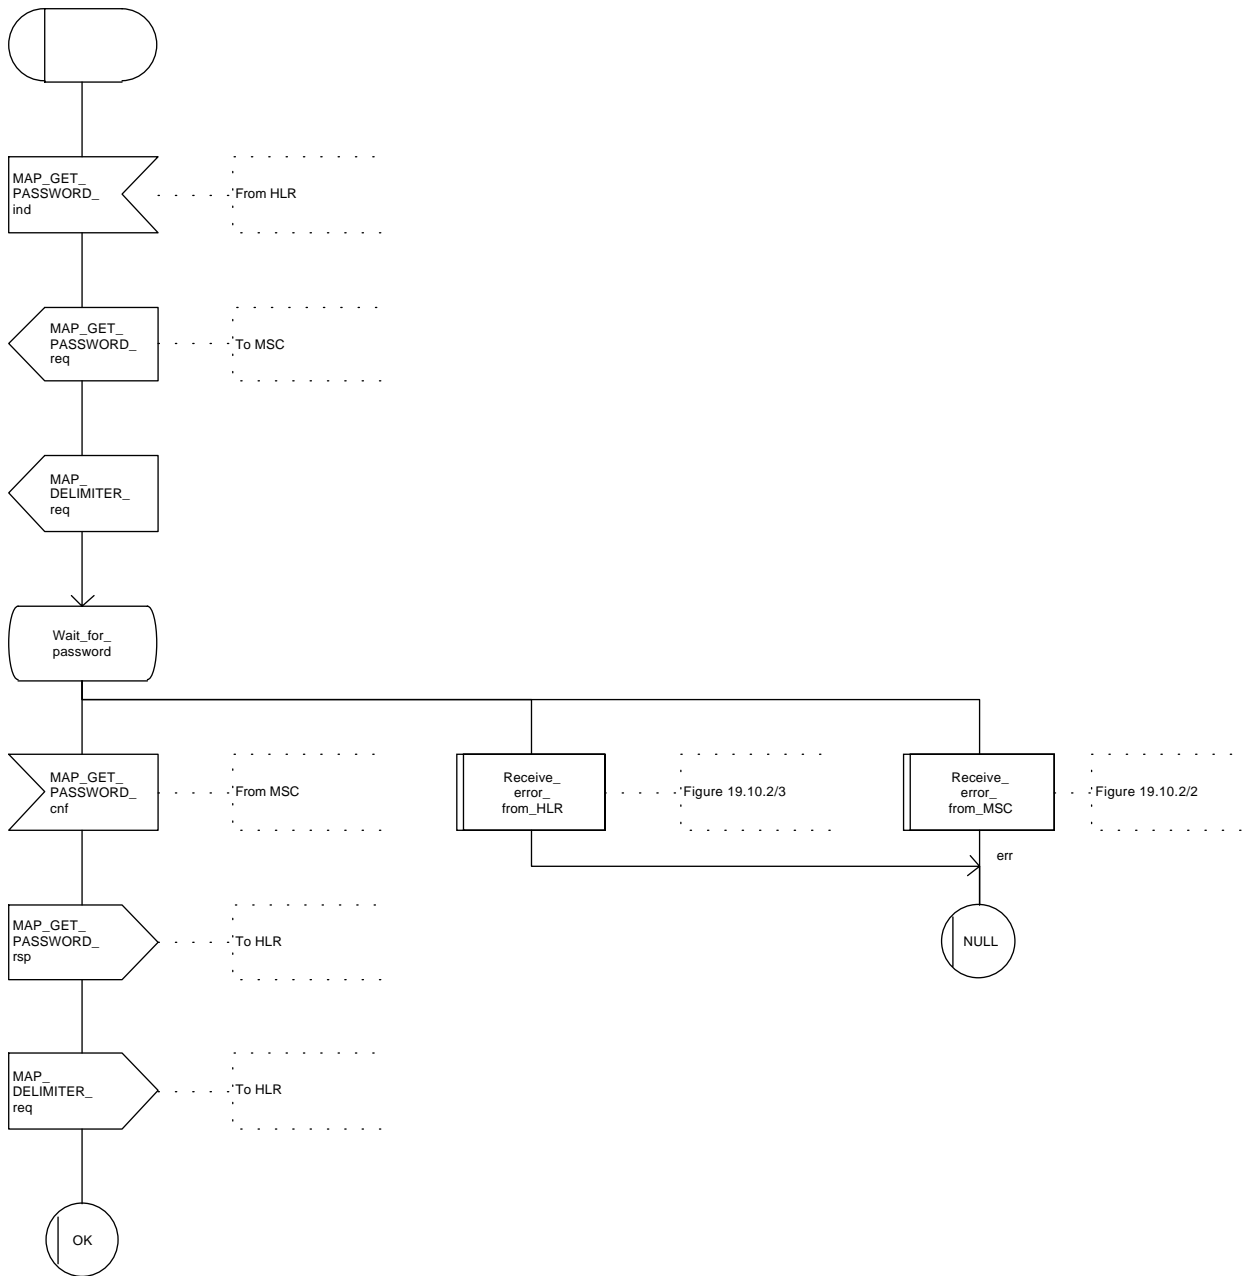 MAP_GET_
PASSWORD_
ind
From HLR
MAP_GET_
PASSWORD_
req
To MSC
MAP_
DELIMITER_
req
Wait_for_
password
MAP_GET_
PASSWORD_
cnf
From MSC
Receive_
error_
from_HLR
Figure 19.10.2/3
Receive_
error_
from_MSC
Figure 19.10.2/2
err
MAP_GET_
PASSWORD_
rsp
To HLR
NULL
MAP_
DELIMITER_
req
To HLR
OK